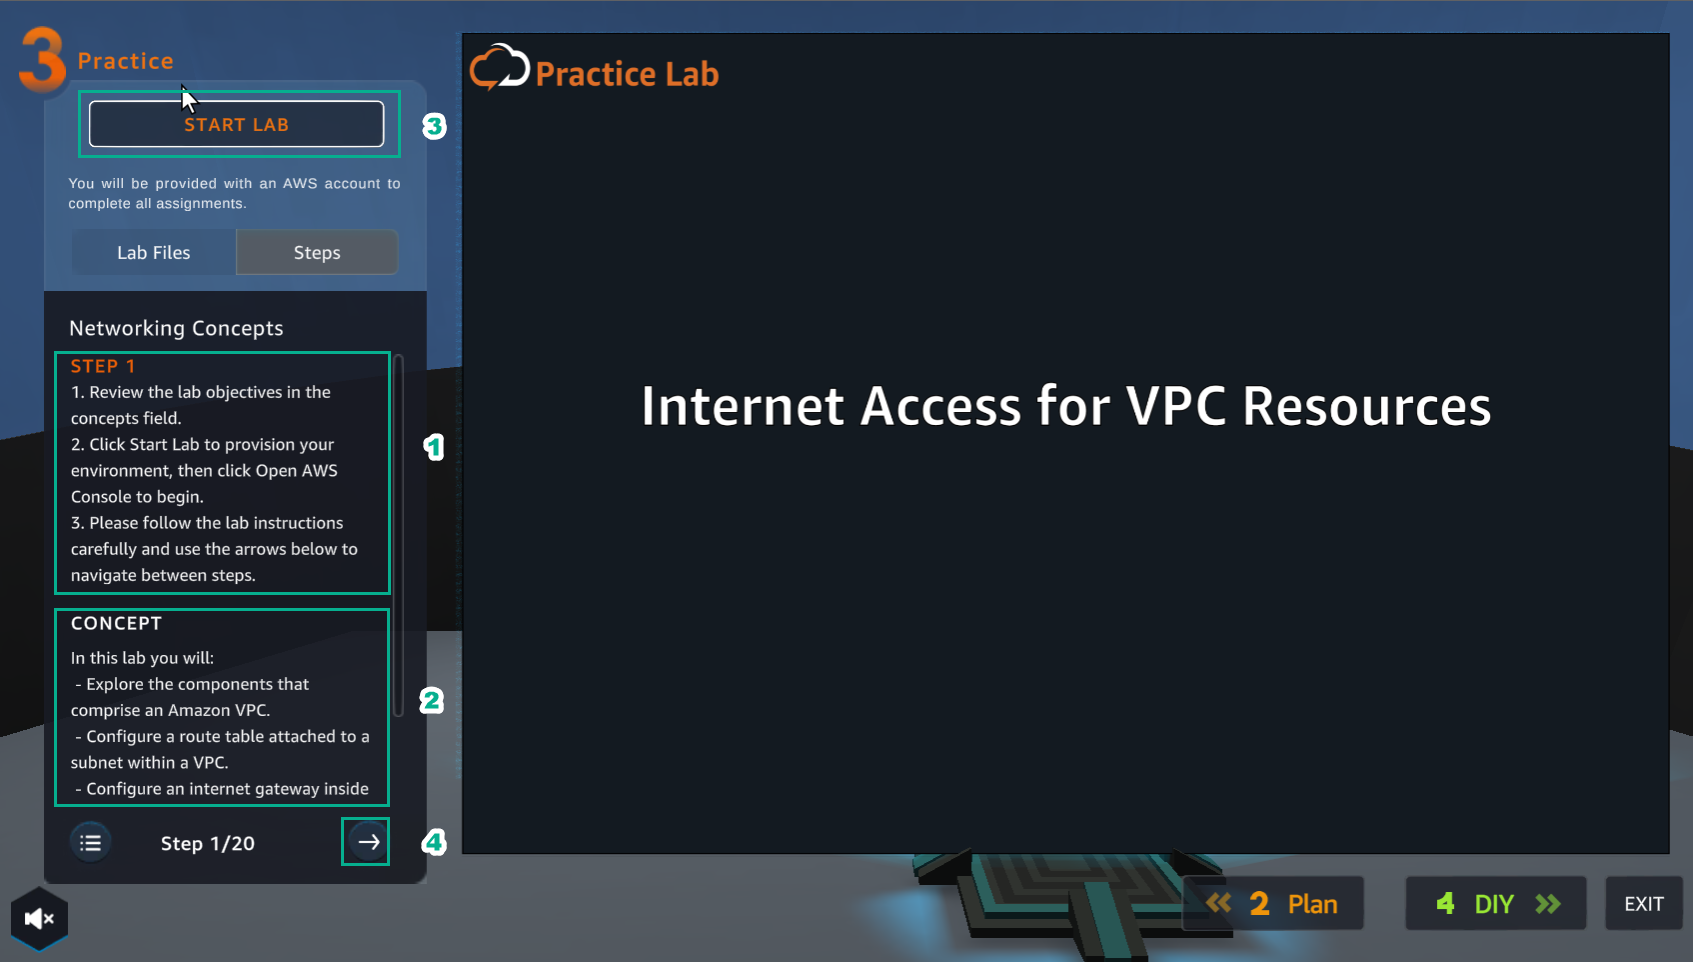 3 Practice
START LAB
3
You will be provided with an AWS account to
complete all assignments.
Lab Files
Steps
Networking Concepts
STEP 1
1. Review the lab objectives in the
concepts field.
2. Click Start Lab to provision your
environment, then click Open AWS
Console to begin.
3. Please follow the lab instructions
carefully and use the arrows below to
navigate between steps.
1
CONCEPT
In this lab you will:
- Explore the components that
comprise an Amazon VPC.
- Configure a route table attached to a
subnet within a VPC.
- Configure an internet gateway inside
2
Step 1/20
4
Practice Lab
Internet Access for VPC Resources
2 Plan
4 DIY
EXIT